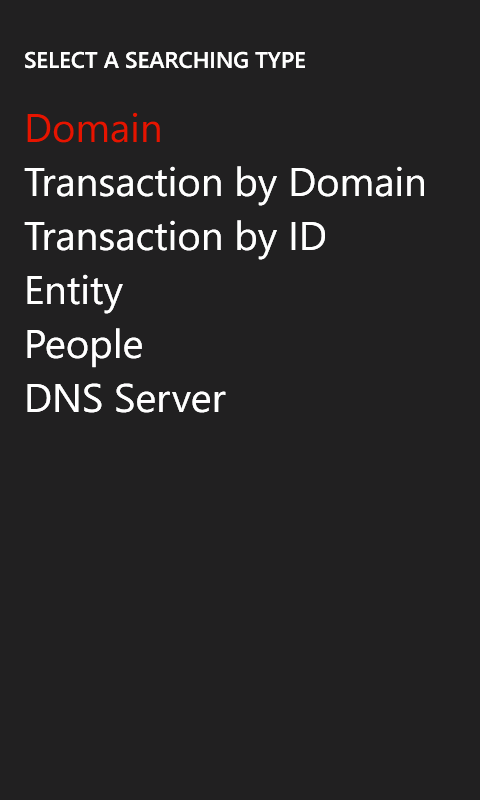 SELECT A SEARCHING TYPE
Domain
Transaction by Domain
Transaction by ID
Entity
People
DNS Server